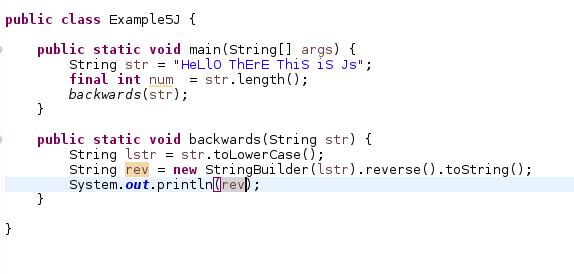 public class Example5J {
public static void main(String[] args) {
String str = "HeLlO ThErE ThiS iS Js";
final int num  = str.length();
backwards(str);
}
public static void backwards(String str) {
String lstr = str.toLowerCase();
String rev = new StringBuilder(lstr).reverse().toString();
System.out.println(rev);
}
}